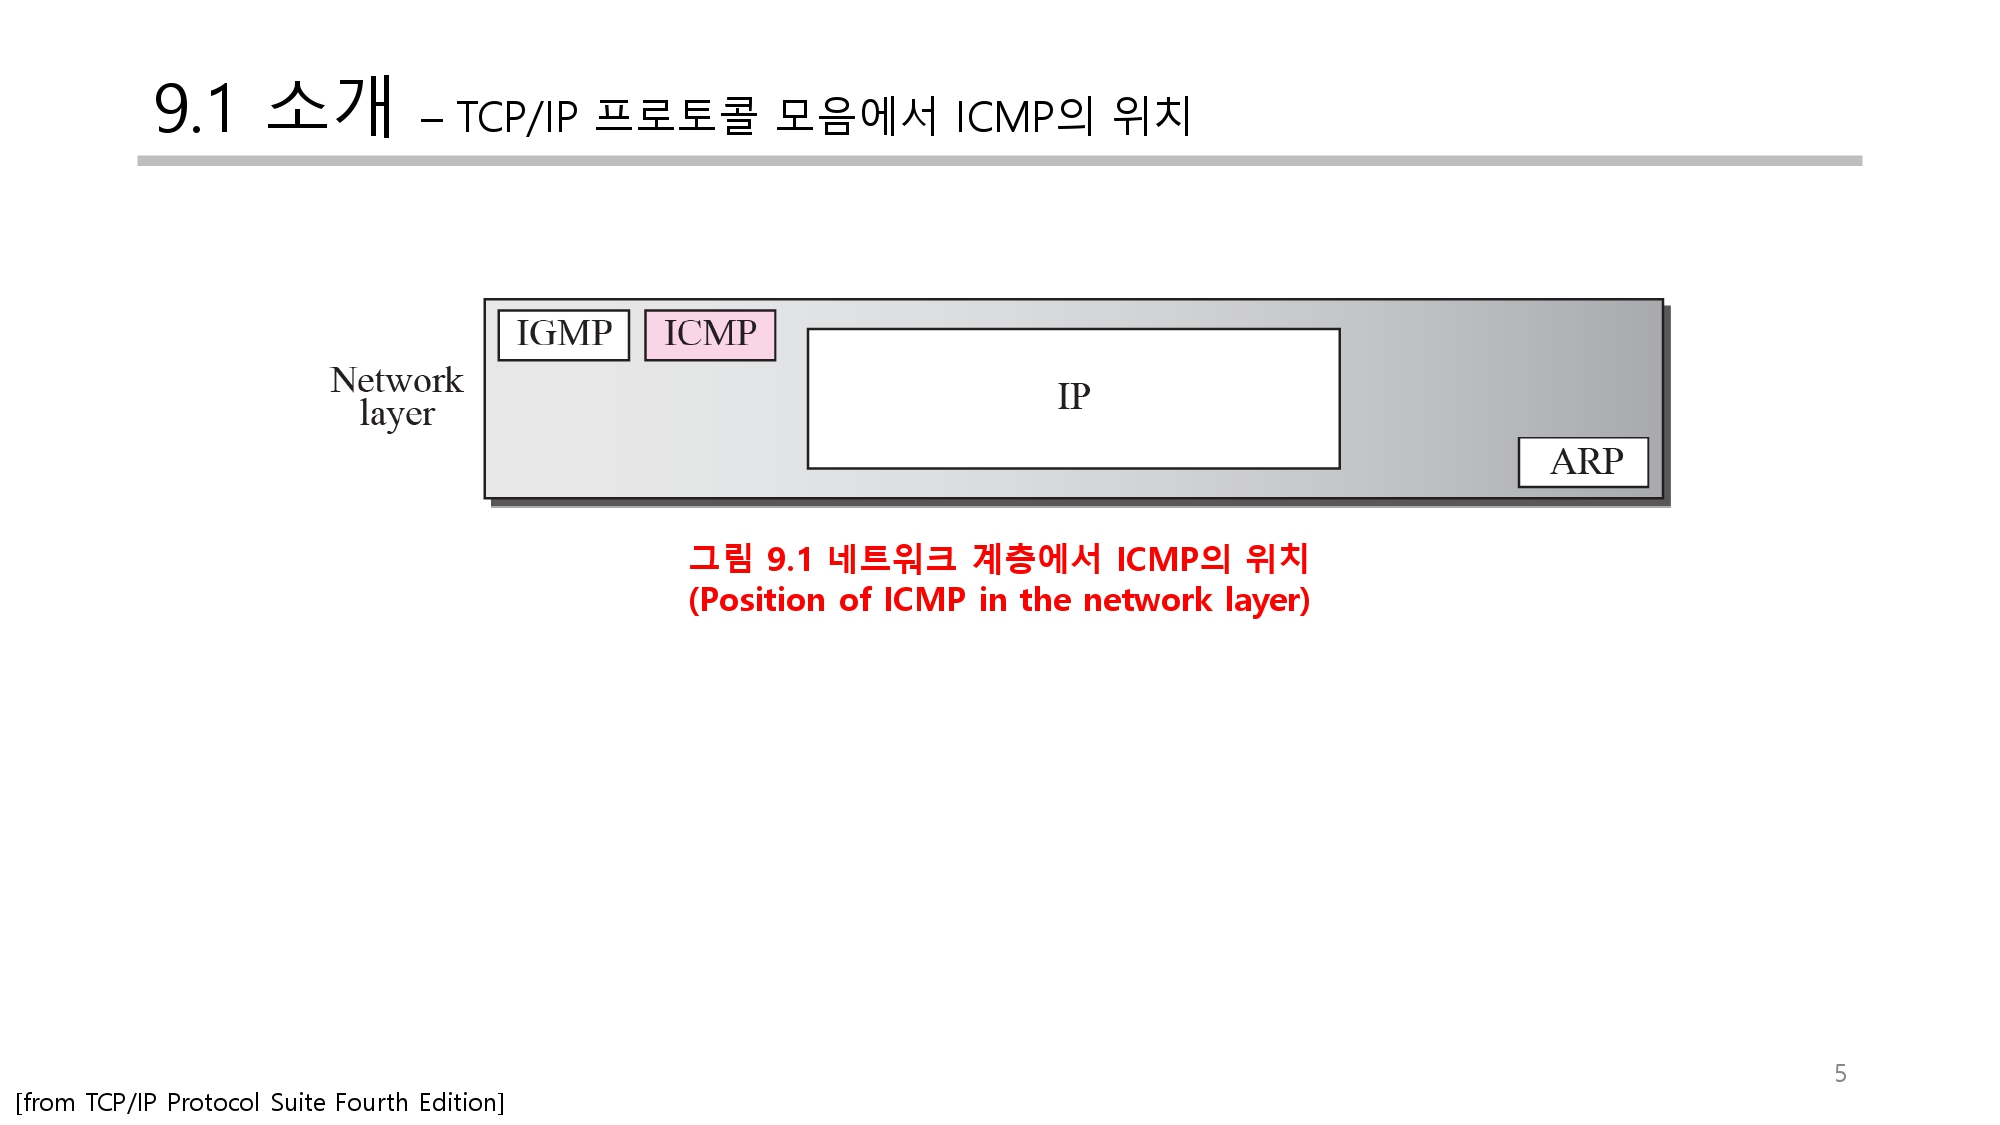 9.1 소개 – TCP/IP 프로토콜 모음에서 ICMP의 위치
IGMP
ICMP
Network
layer
IP
ARP
그림 9.1 네트워크 계층에서 ICMP의 위치
(Position of ICMP in the network layer)
5
[from TCP/IP Protocol Suite Fourth Edition]